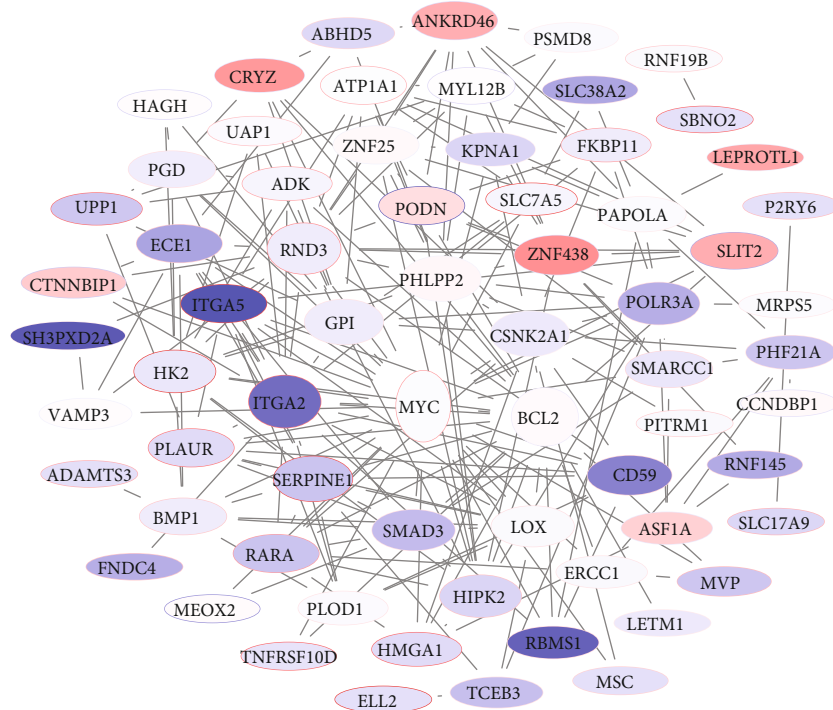 ANKRD46
ABHD5
PSMD8
RNF19B
CRYZ
ATP1A1
MYL12B
SLC38A2
HAGH
SBNO2
UAP1
ZNF25
KPNA1
FKBP11
LEPROTL1
PGD
ADK
SLC7A5
UPP1
PODN
PAPOLA
P2RY6
ECE1
RND3
ZNF438
SLIT2
CTNNBIP1
PHLPP2
ITGA5
GPI
POLR3A
MRPS5
SH3PXD2A
CSNK2A1
PHF21A
HK2
SMARCC1
ITGA2
MYC
BCL2
CCNDBP1
VAMP3
PITRM1
PLAUR
ADAMTS3
SERPINE1
CD59
RNF145
BMP1
SMAD3
LOX
ASF1A
SLC17A9
FNDC4
RARA
ERCC1
MVP
MEOX2
PLOD1
HIPK2
LETM1
TNFRSF10D
HMGA1
RBMS1
MSC
ELL2
TCEB3